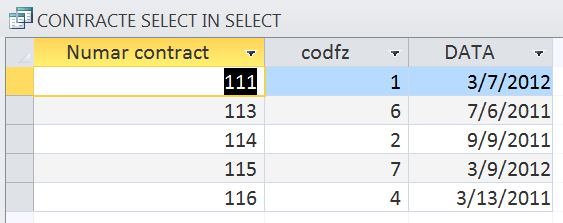 CONTRACTE SELECT IN SELECT
Numar contract codfz DATA
111 1 3/7/2012
113 6 7/6/2011
114 2 9/9/2011
115 7 3/9/2012
116 4 3/13/2011